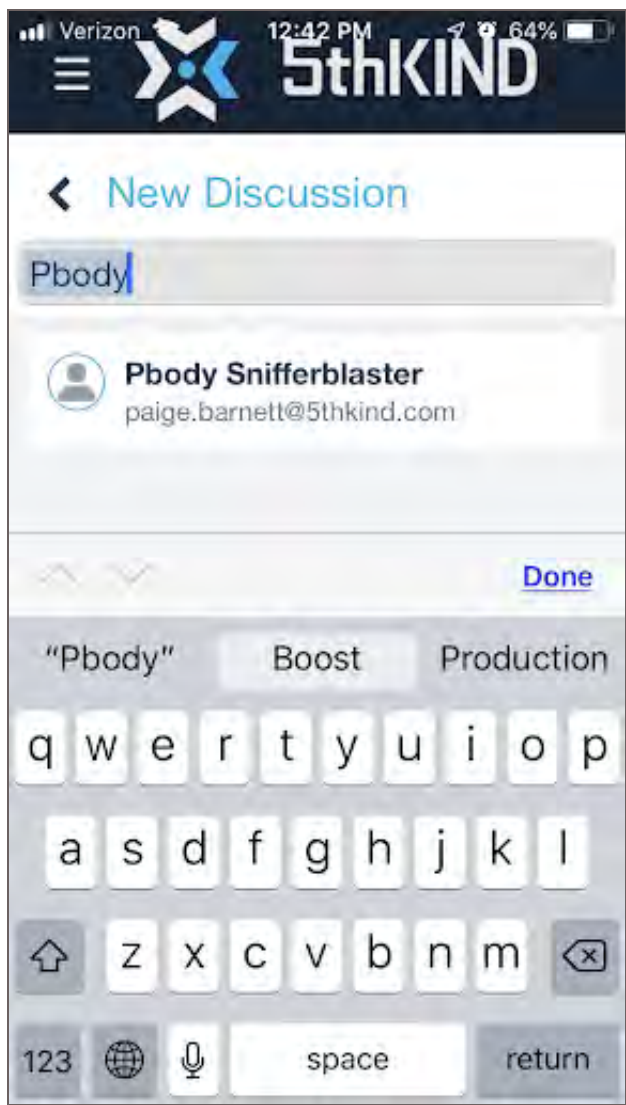 Verizon 12:42 PM 64%
5thKIND
New Discussion
Pbody
Pbody Snifferblaster
paige.barnett@5thkind.com
Done
“Pbody” Boost Production
q w e r t y u i o p
a s d f g h j k l
z x c v b n m
123 space return